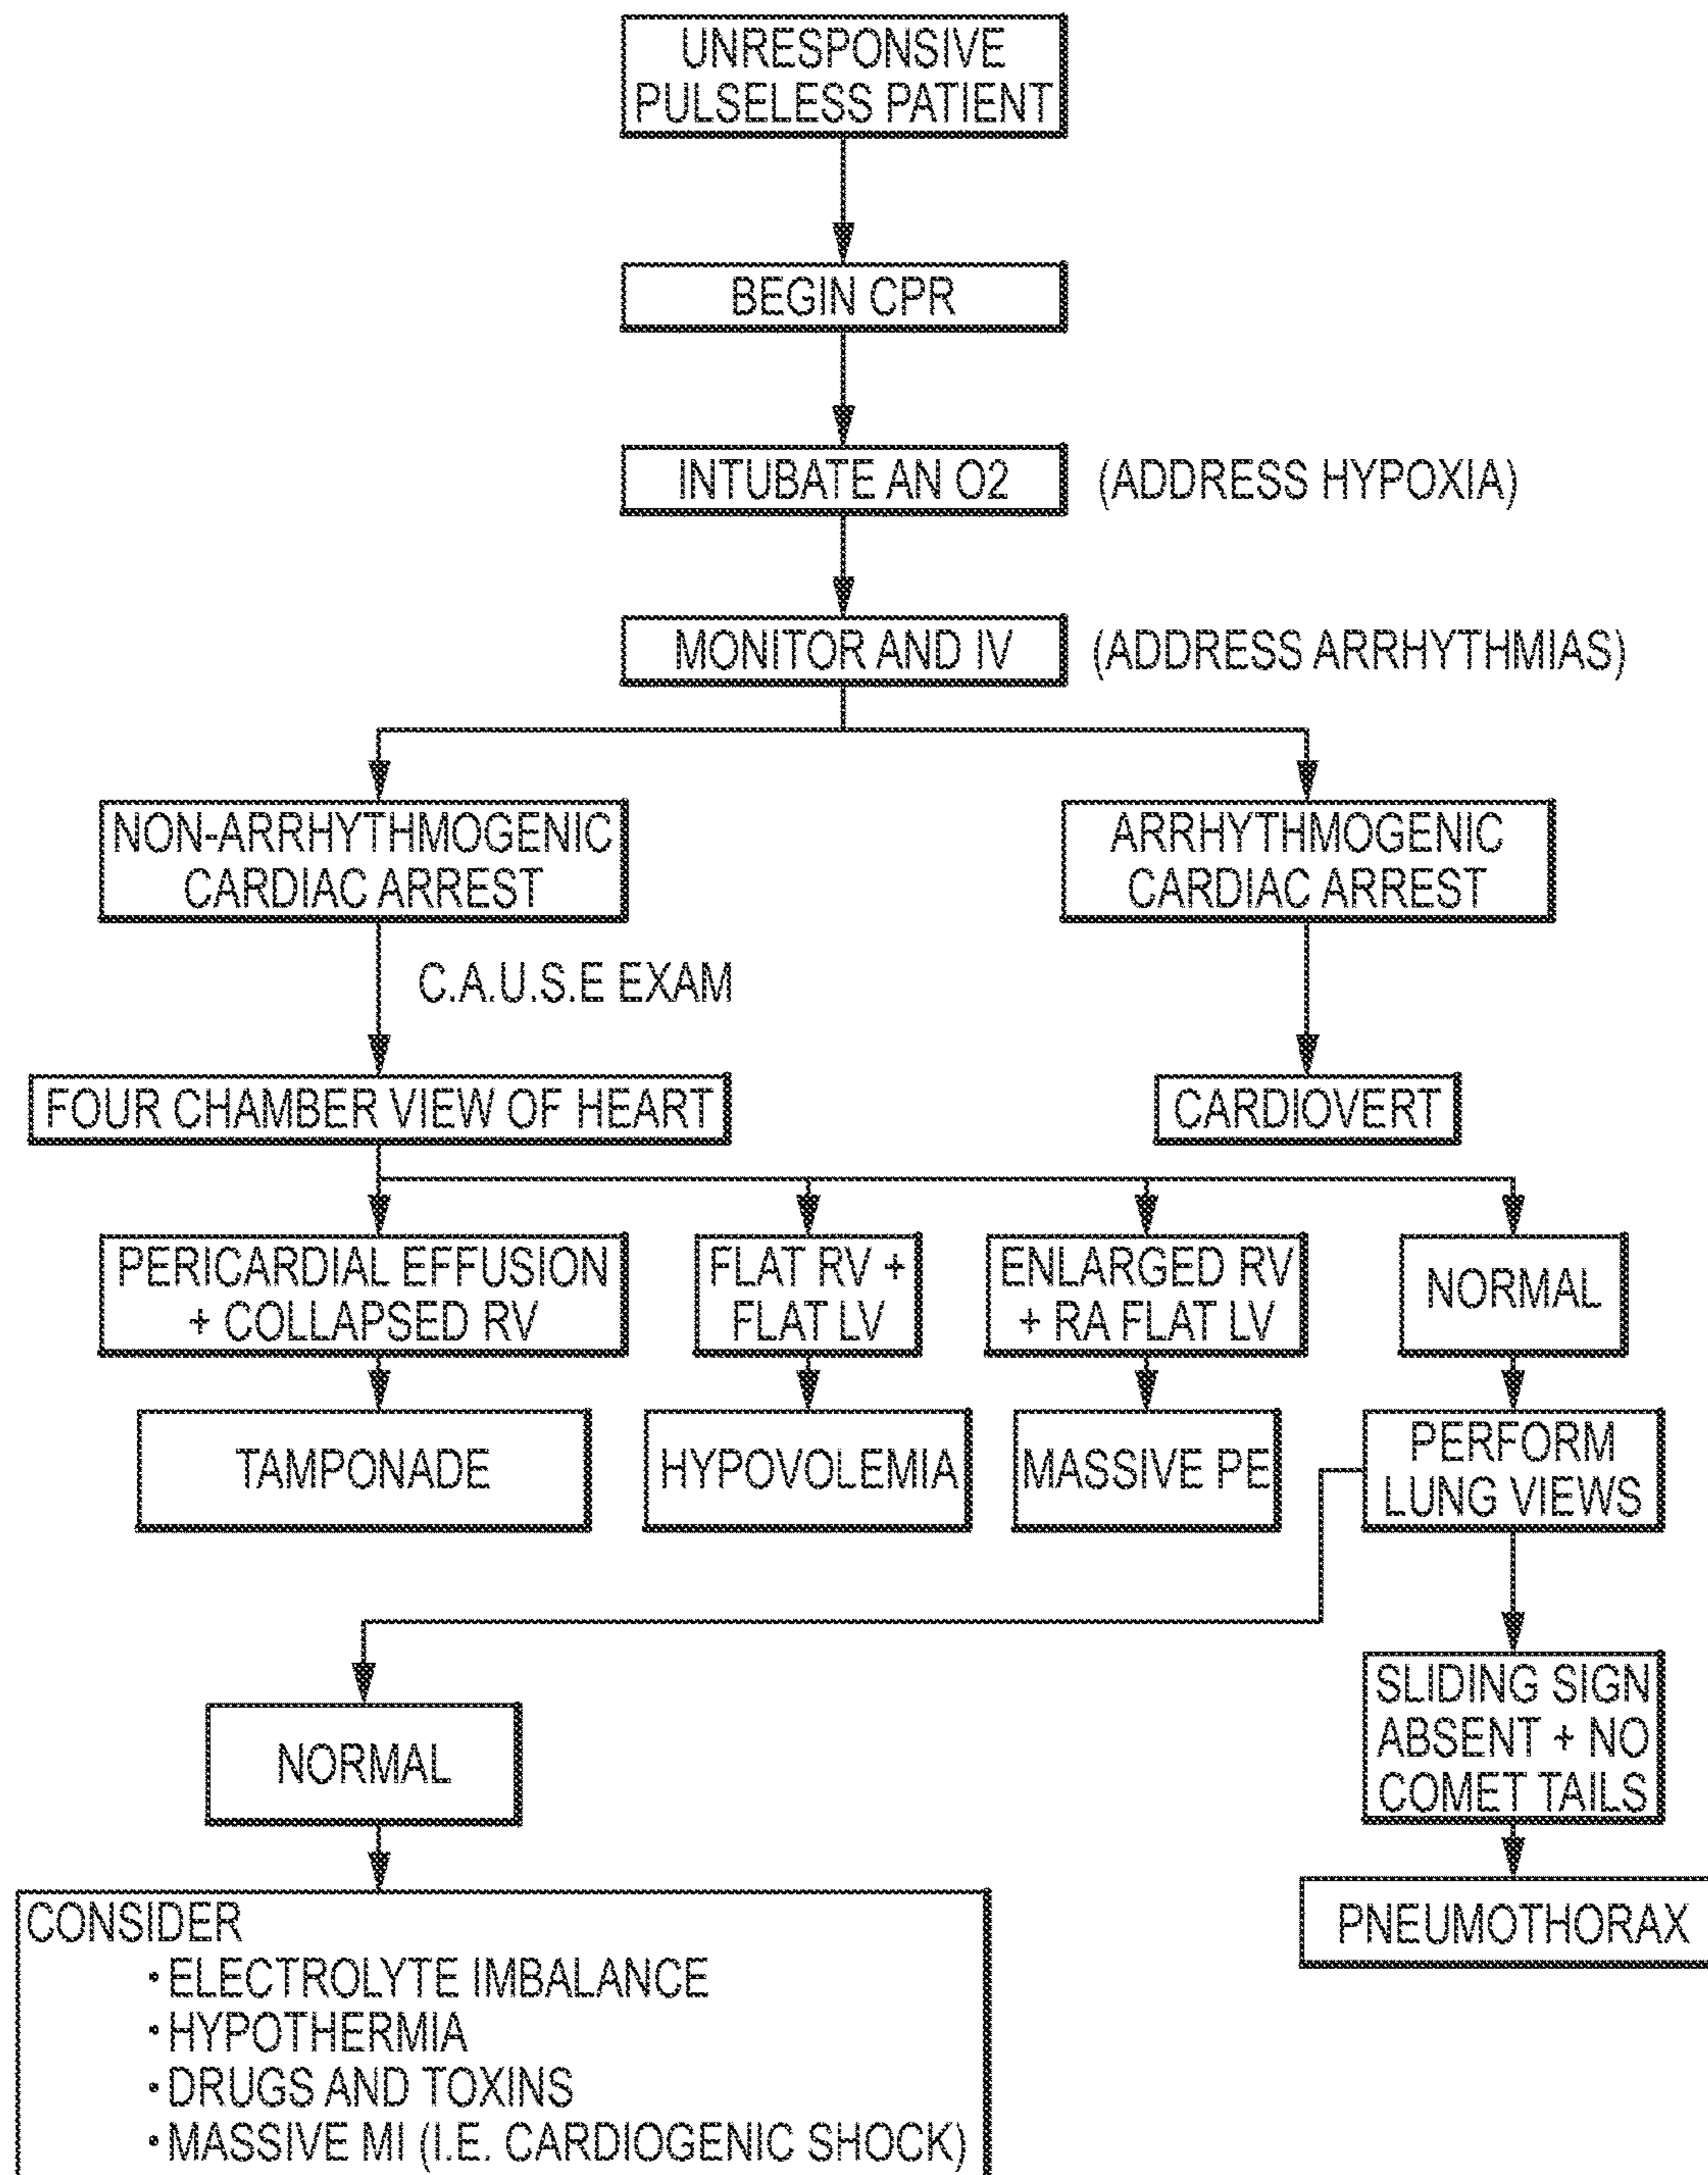 UNRESPONSIVE
PULSELESS PATIENT
BEGIN CPR
INTUBATE AN O2
(ADDRESS HYPOXIA)
MONITOR AND IV
(ADDRESS ARRHYTHMIAS)
NON-ARRHYTHMOGENIC
CARDIAC ARREST
ARRHYTHMOGENIC
CARDIAC ARREST
C.A.U.S.E EXAM
FOUR CHAMBER VIEW OF HEART
CARDIOVERT
PERICARDIAL EFFUSION
+ COLLAPSED RV
FLAT RV +
FLAT LV
ENLARGED RV
+ RA FLAT LV
NORMAL
TAMPONADE
HYPOVOLEMIA
MASSIVE PE
PERFORM
LUNG VIEWS
NORMAL
SLIDING SIGN
ABSENT + NO
COMET TAILS
CONSIDER
• ELECTROLYTE IMBALANCE
• HYPOTHERMIA
• DRUGS AND TOXINS
• MASSIVE MI (I.E. CARDIOGENIC SHOCK)
PNEUMOTHORAX